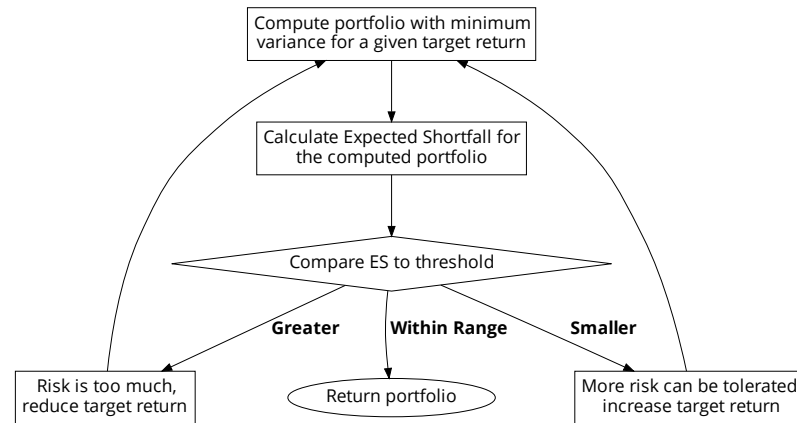 Compute portfolio with minimum
variance for a given target return
Calculate Expected Shortfall for
the computed portfolio
Compare ES to threshold
Greater
Within Range
Smaller
Risk is too much,
reduce target return
Return portfolio
More risk can be tolerated
increase target return